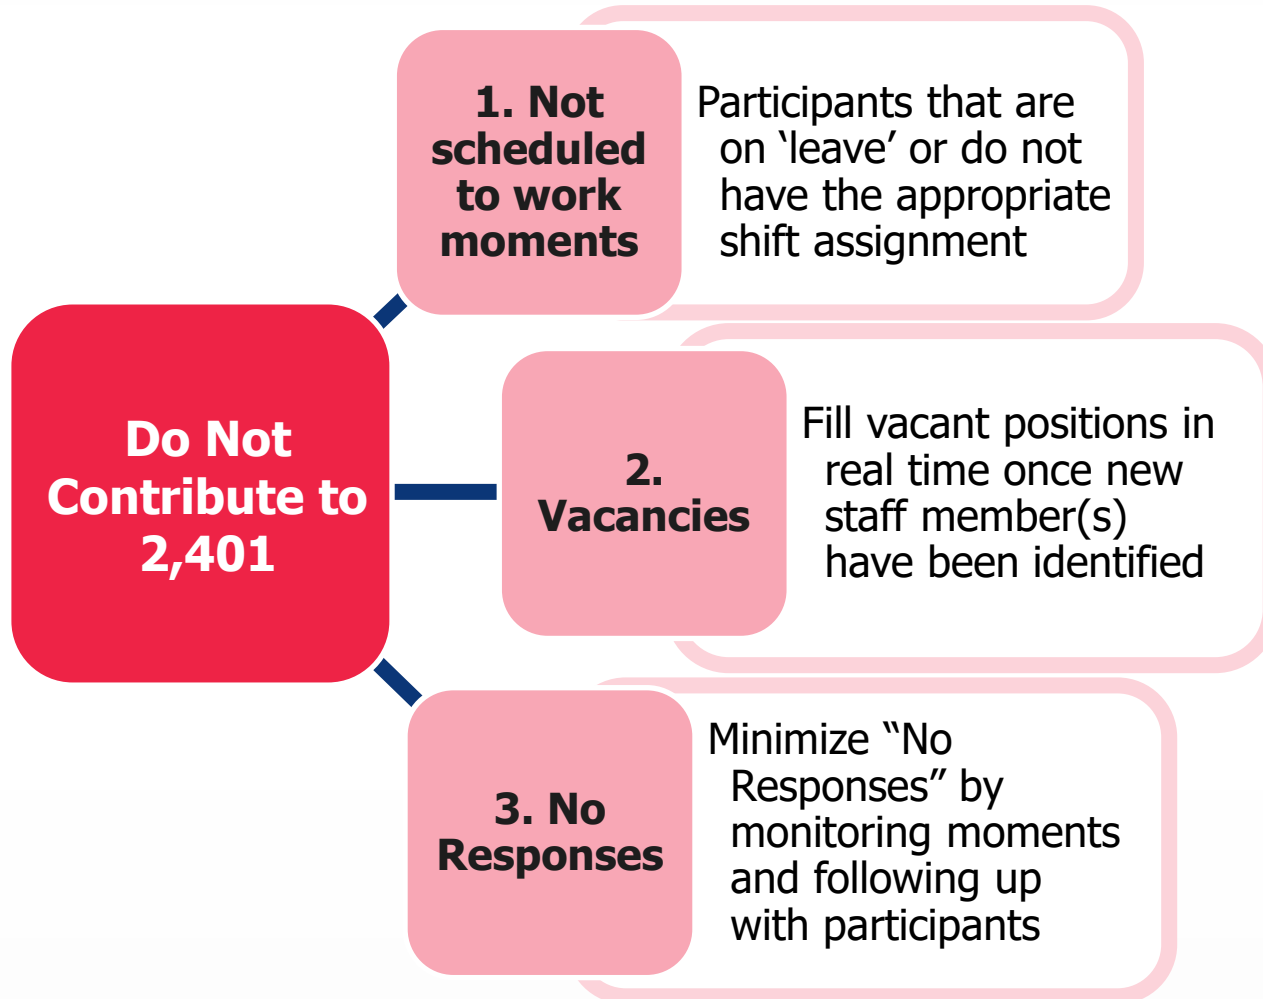 Do Not
Contribute to
2,401
1. Not
scheduled
to work
moments
Participants that are
on ‘leave’ or do not
have the appropriate
shift assignment
2.
Vacancies
Fill vacant positions in
real time once new
staff member(s)
have been identified
3. No
Responses
Minimize “No
Responses” by
monitoring moments
and following up
with participants